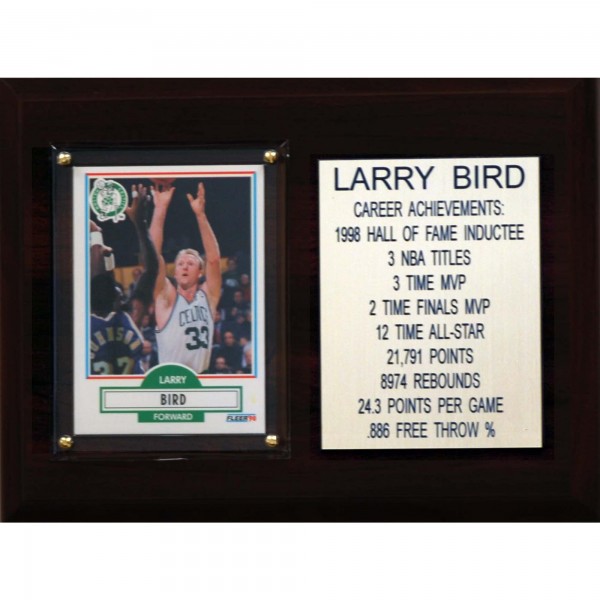 CELTICS
33
JOHNSON
32
LARRY
BIRD
FORWARD
FLEER '90
LARRY BIRD
CAREER ACHIEVEMENTS:
1998 HALL OF FAME INDUCTEE
3 NBA TITLES
3 TIME MVP
2 TIME FINALS MVP
12 TIME ALL-STAR
21,791 POINTS
8974 REBOUNDS
24.3 POINTS PER GAME
.886 FREE THROW %